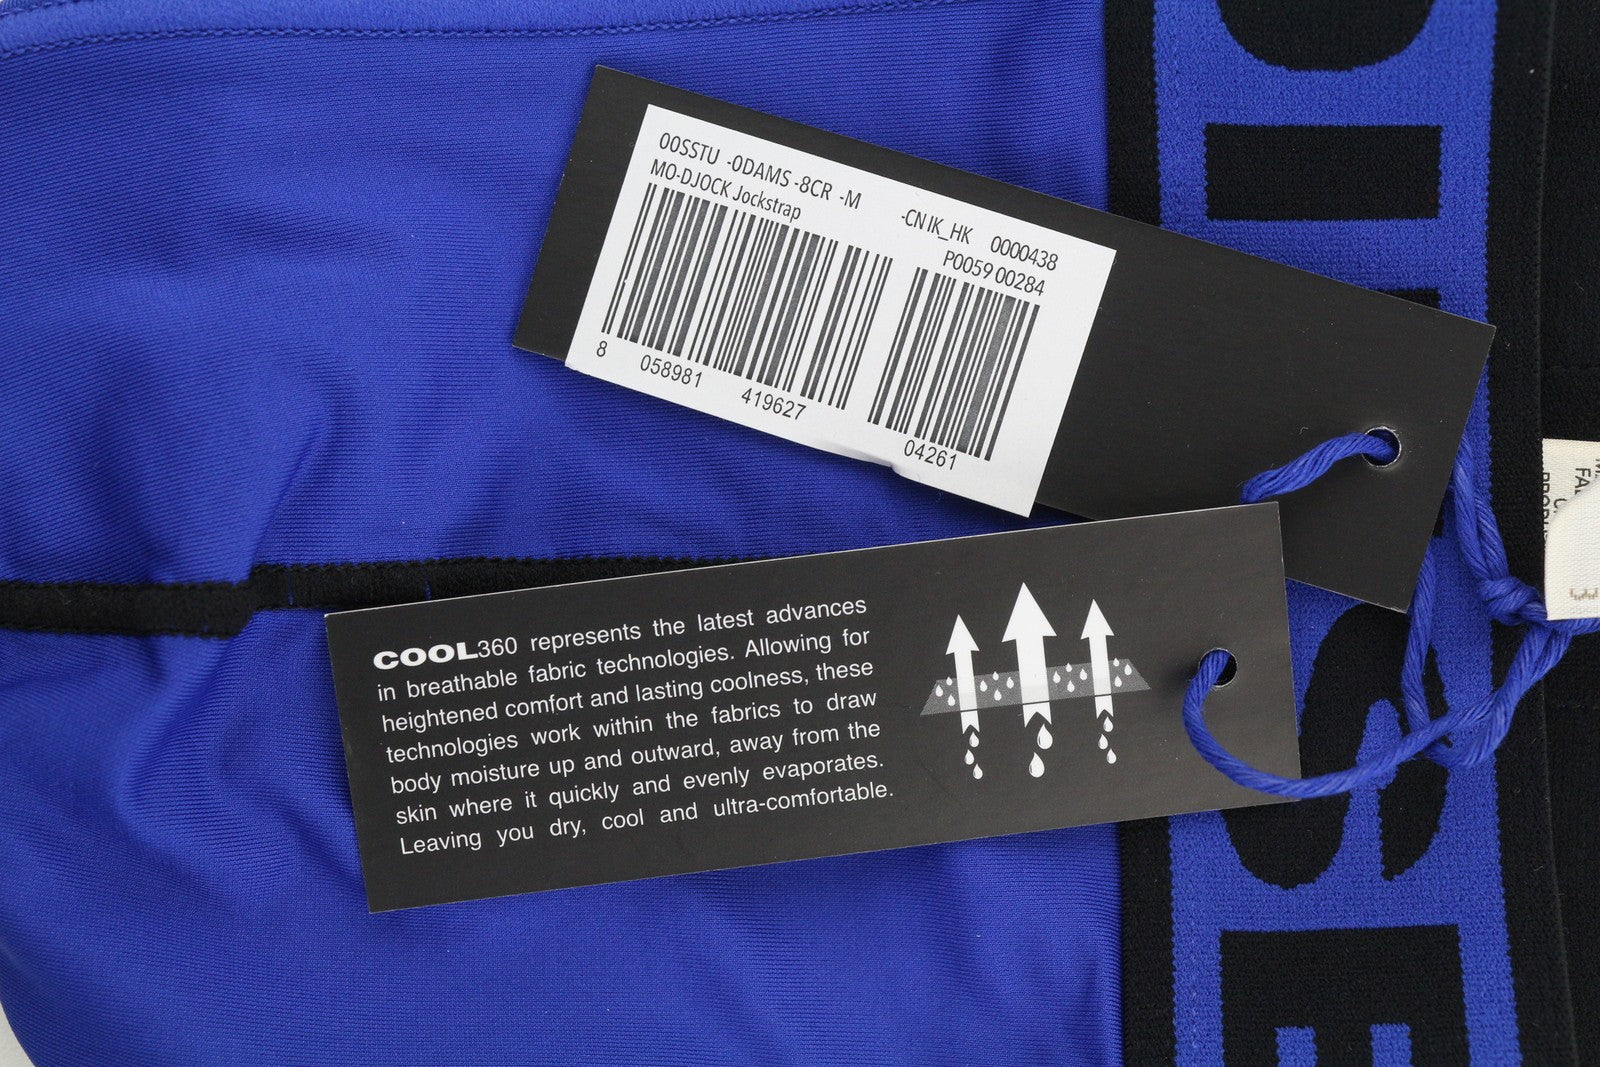 00SSTU -0DAMS -8CR -M -CN IK_HK 0000438
MO-DJOCK Jockstrap P0059 00284
8 058981 419627 04261
COOL360 represents the latest advances
in breathable fabric technologies. Allowing for
heightened comfort and lasting coolness, these
technologies work within the fabrics to draw
body moisture up and outward, away from the
skin where it quickly and evenly evaporates.
Leaving you dry, cool and ultra-comfortable.